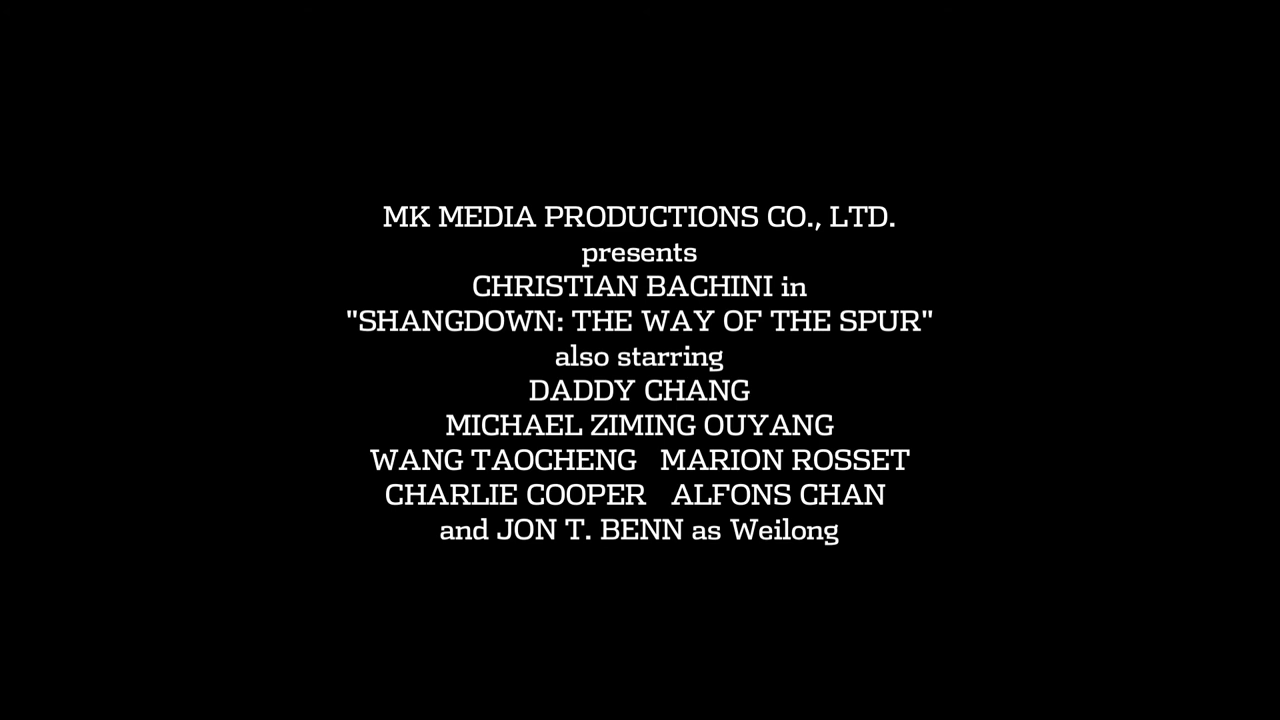 MK MEDIA PRODUCTIONS CO., LTD.
presents
CHRISTIAN BACHINI in
"SHANGDOWN: THE WAY OF THE SPUR"
also starring
DADDY CHANG
MICHAEL ZIMING OUYANG
WANG TAOCHENG   MARION ROSSET
CHARLIE COOPER   ALFONS CHAN
and JON T. BENN as Weilong